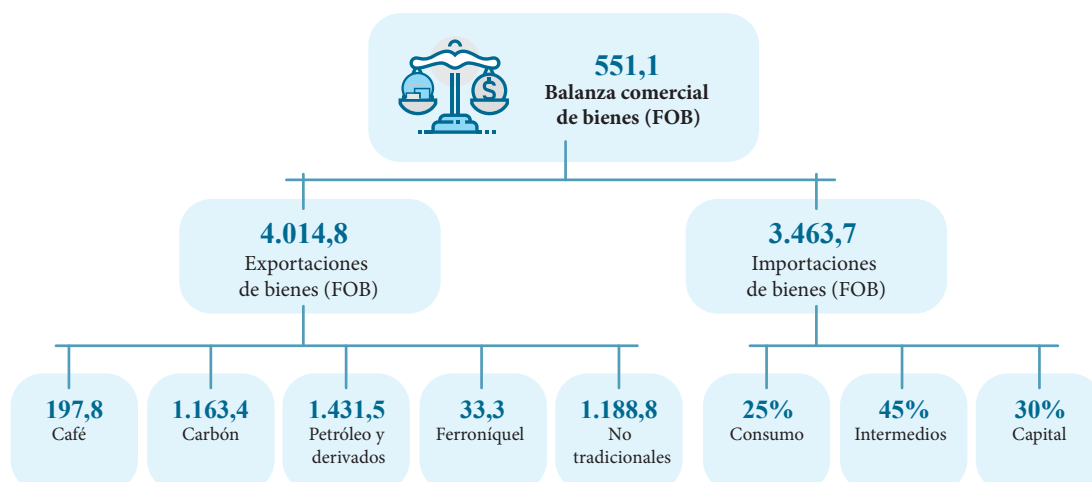 551,1
Balanza comercial
de bienes (FOB)
$
4.014,8
Exportaciones
de bienes (FOB)
3.463,7
Importaciones
de bienes (FOB)
197,8
Café
1.163,4
Carbón
1.431,5
Petróleo y
derivados
33,3
Ferroníquel
1.188,8
No
tradicionales
25%
Consumo
45%
Intermedios
30%
Capital